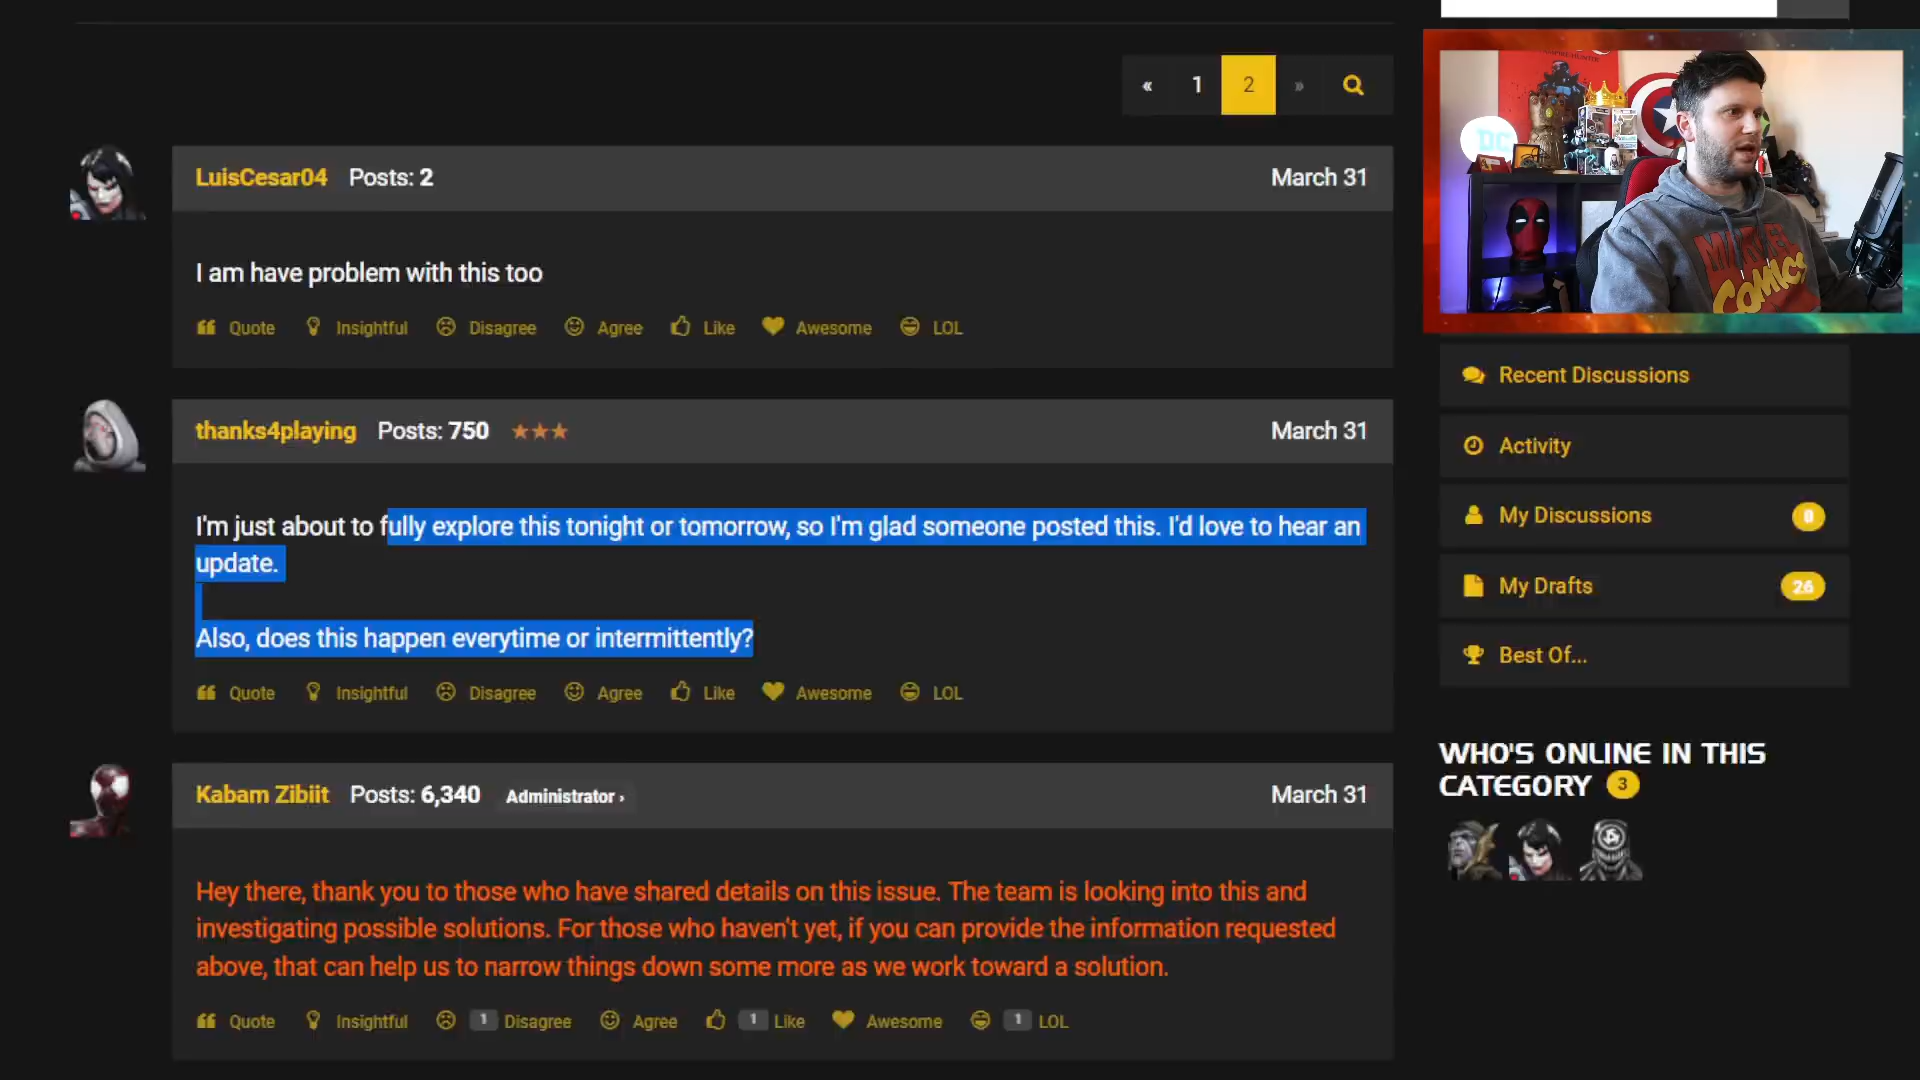 « 1 2 »
LuisCesar04 Posts: 2 March 31
I am have problem with this too
Quote Insightful Disagree Agree Like Awesome LOL
thanks4playing Posts: 750 ★★★ March 31
I'm just about to fully explore this tonight or tomorrow, so I'm glad someone posted this. I'd love to hear an
update.
Also, does this happen everytime or intermittently?
Quote Insightful Disagree Agree Like Awesome LOL
Kabam Zibiit Posts: 6,340 Administrator › March 31
Hey there, thank you to those who have shared details on this issue. The team is looking into this and
investigating possible solutions. For those who haven't yet, if you can provide the information requested
above, that can help us to narrow things down some more as we work toward a solution.
Quote Insightful 1 Disagree Agree 1 Like Awesome 1 LOL
DC
MARVEL
COMICS
Recent Discussions
Activity
My Discussions 0
My Drafts 26
Best Of...
WHO'S ONLINE IN THIS
CATEGORY 3